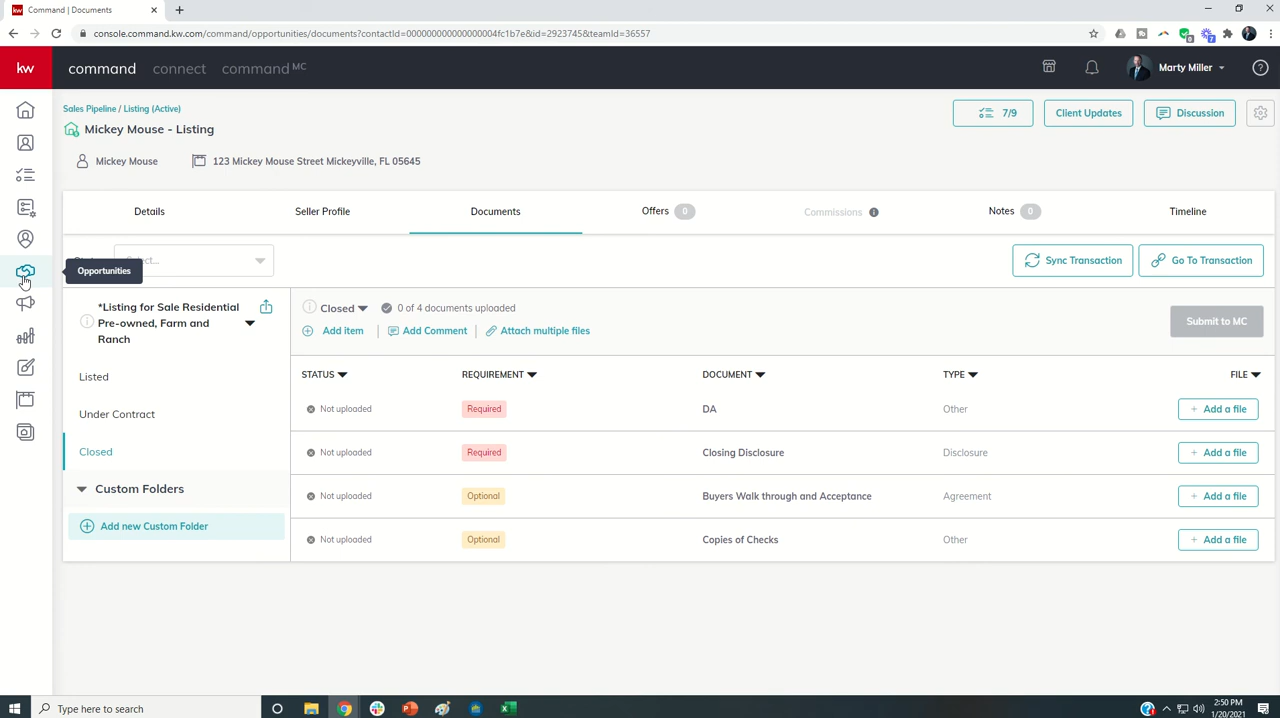 Command | Documents
console.command.kw.com/command/opportunities/documents?contactId=000000000000000004fc1b7e&id=2923745&teamId=36557
kw command connect command MC Marty Miller
Sales Pipeline / Listing (Active)
Mickey Mouse - Listing
7/9 Client Updates Discussion
Mickey Mouse 123 Mickey Mouse Street Mickeyville, FL 05645
Details Seller Profile Documents Offers 0 Commissions Notes 0 Timeline
Opportunities
Sync Transaction Go To Transaction
*Listing for Sale Residential
Pre-owned, Farm and
Ranch
Listed
Under Contract
Closed
Custom Folders
Add new Custom Folder
Closed 0 of 4 documents uploaded
Add item Add Comment Attach multiple files
Submit to MC
STATUS REQUIREMENT DOCUMENT TYPE FILE
Not uploaded Required DA Other + Add a file
Not uploaded Required Closing Disclosure Disclosure + Add a file
Not uploaded Optional Buyers Walk through and Acceptance Agreement + Add a file
Not uploaded Optional Copies of Checks Other + Add a file
Type here to search
2:50 PM
1/20/2021